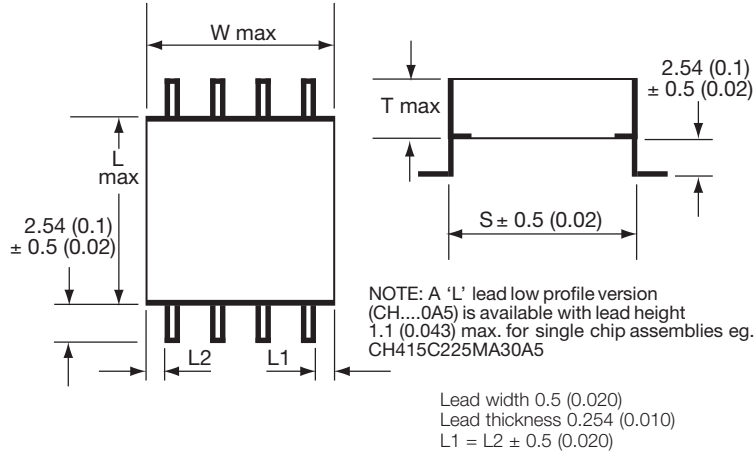 W max
2.54 (0.1)
± 0.5 (0.02)
T max
L
max
S ± 0.5 (0.02)
2.54 (0.1)
± 0.5 (0.02)
NOTE: A ‘L’ lead low profile version
(CH....0A5) is available with lead height
1.1 (0.043) max. for single chip assemblies eg.
CH415C225MA30A5
L2
L1
Lead width 0.5 (0.020)
Lead thickness 0.254 (0.010)
L1 = L2 ± 0.5 (0.020)